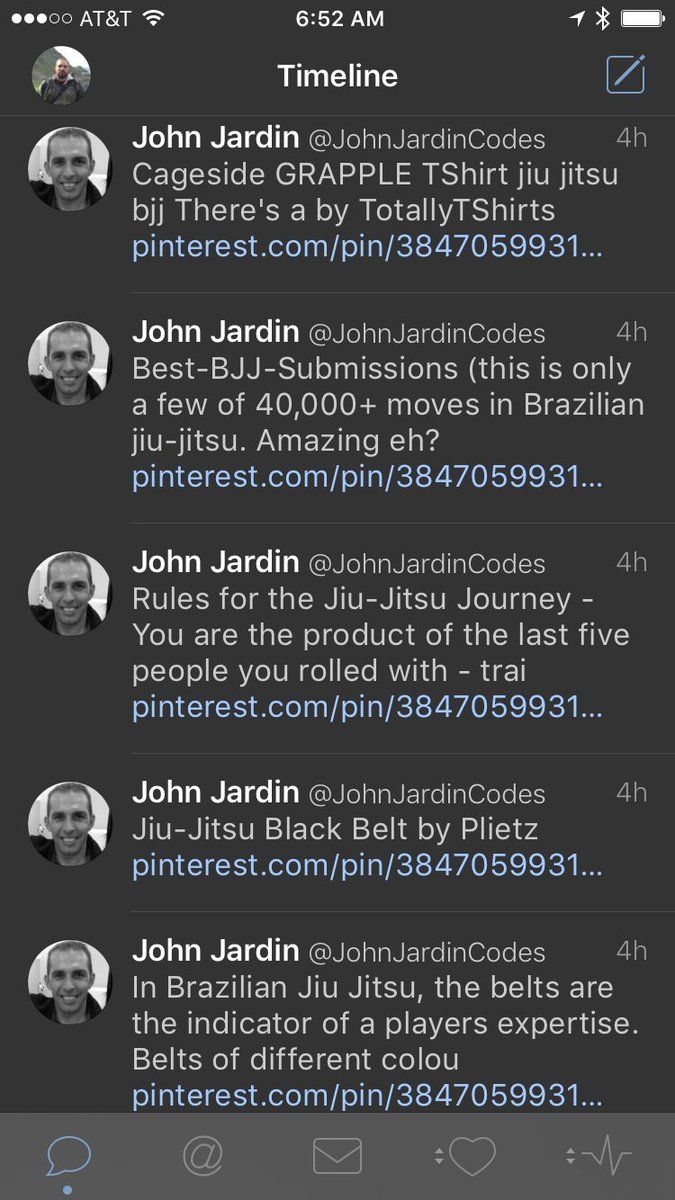 AT&T 6:52 AM
Timeline
John Jardin @JohnJardinCodes 4h
Cageside GRAPPLE TShirt jiu jitsu
bjj There's a by TotallyTShirts
pinterest.com/pin/3847059931...
John Jardin @JohnJardinCodes 4h
Best-BJJ-Submissions (this is only
a few of 40,000+ moves in Brazilian
jiu-jitsu. Amazing eh?
pinterest.com/pin/3847059931...
John Jardin @JohnJardinCodes 4h
Rules for the Jiu-Jitsu Journey -
You are the product of the last five
people you rolled with - trai
pinterest.com/pin/3847059931...
John Jardin @JohnJardinCodes 4h
Jiu-Jitsu Black Belt by Plietz
pinterest.com/pin/3847059931...
John Jardin @JohnJardinCodes 4h
In Brazilian Jiu Jitsu, the belts are
the indicator of a players expertise.
Belts of different colou
pinterest.com/pin/3847059931...
@